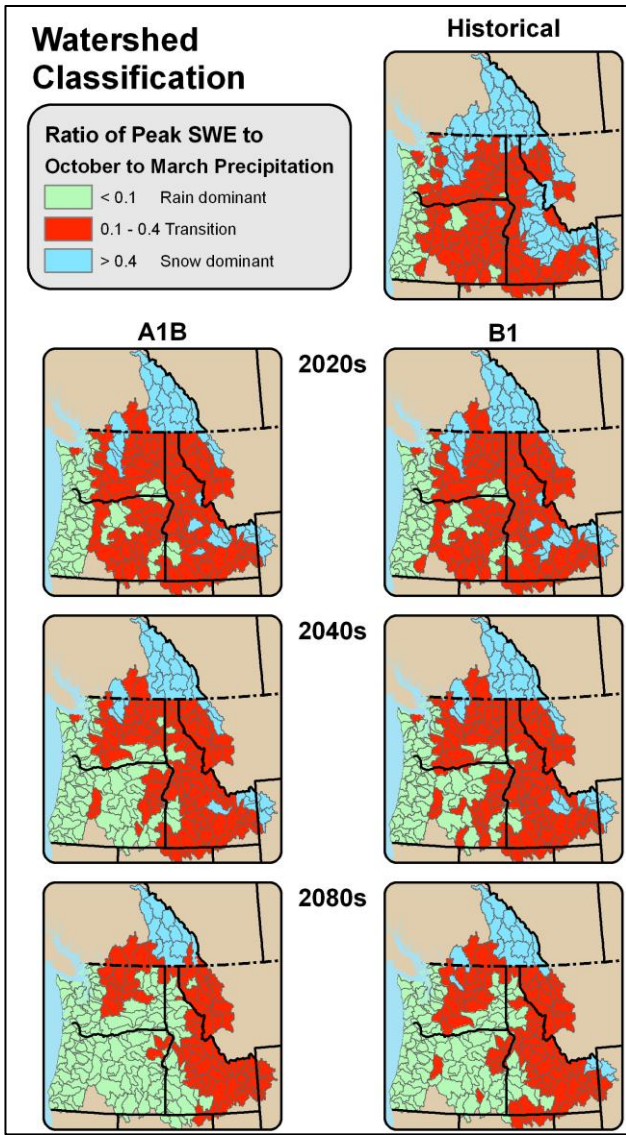 Watershed
Classification
Historical
Ratio of Peak SWE to
October to March Precipitation
< 0.1 Rain dominant
0.1 - 0.4 Transition
> 0.4 Snow dominant
A1B
B1
2020s
2040s
2080s